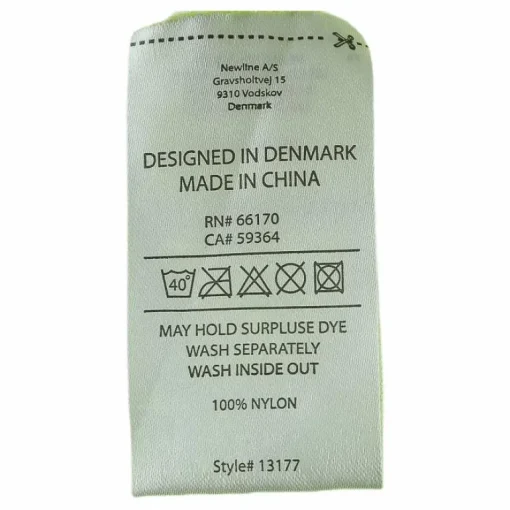 Newline A/S
Gravsholtvej 15
9310 Vodskov
Denmark
DESIGNED IN DENMARK
MADE IN CHINA
RN# 66170
CA# 59364
40°
MAY HOLD SURPLUSE DYE
WASH SEPARATELY
WASH INSIDE OUT
100% NYLON
Style# 13177